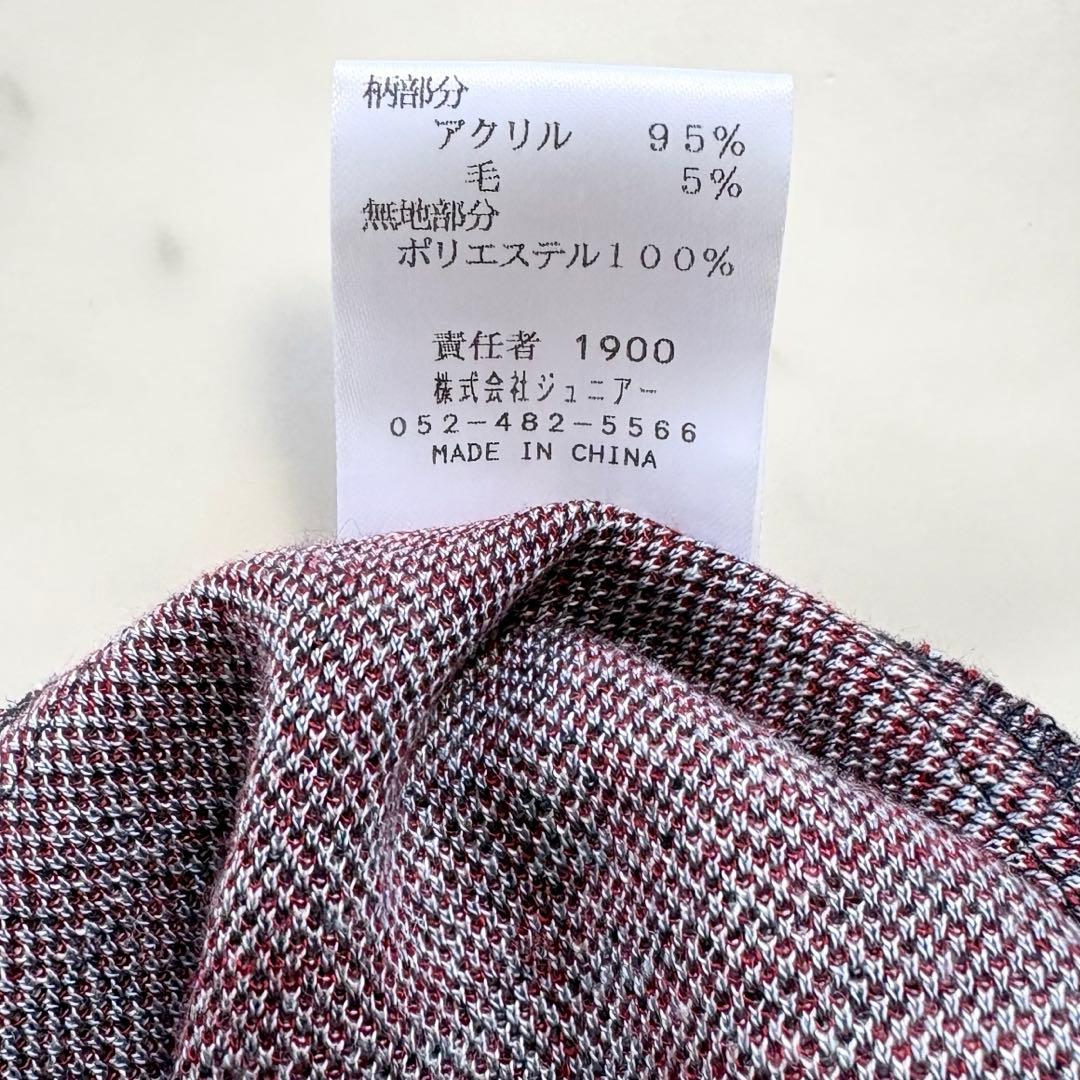 柄部分
アクリル 95%
毛 5%
無地部分
ポリエステル100%
責任者 1900
株式会社ジュニアー
052-482-5566
MADE IN CHINA